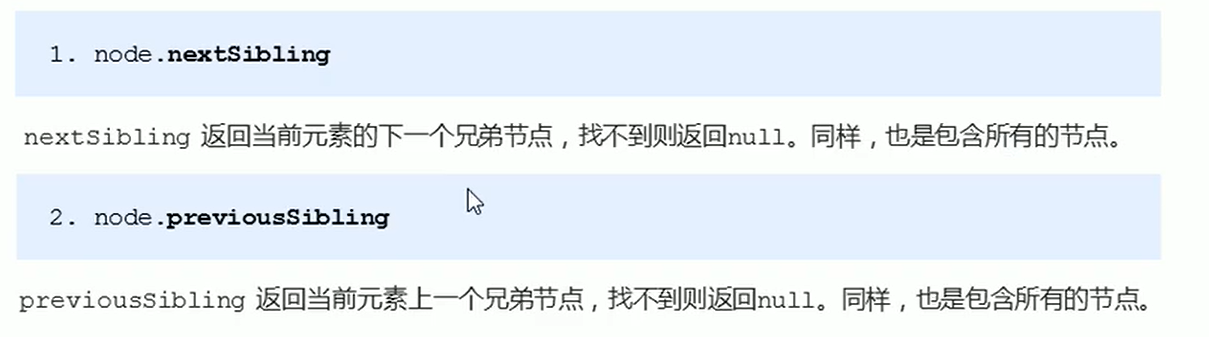 1. node.nextSibling
nextSibling 返回当前元素的下一个兄弟节点，找不到则返回null。同样，也是包含所有的节点。
2. node.previousSibling
previousSibling 返回当前元素上一个兄弟节点，找不到则返回null。同样，也是包含所有的节点。